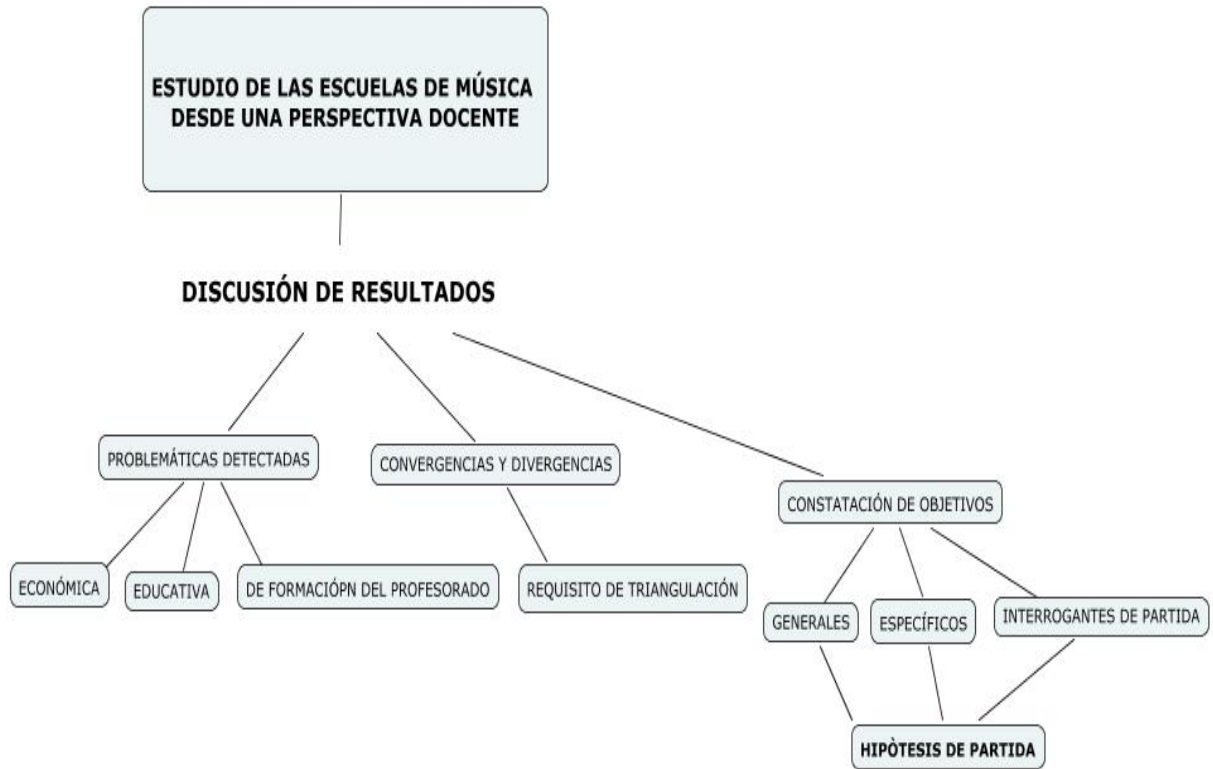 ESTUDIO DE LAS ESCUELAS DE MÚSICA
DESDE UNA PERSPECTIVA DOCENTE
DISCUSIÓN DE RESULTADOS
PROBLEMÁTICAS DETECTADAS
CONVERGENCIAS Y DIVERGENCIAS
CONSTATACIÓN DE OBJETIVOS
ECONÓMICA
EDUCATIVA
DE FORMACIÓPN DEL PROFESORADO
REQUISITO DE TRIANGULACIÓN
GENERALES
ESPECÍFICOS
INTERROGANTES DE PARTIDA
HIPÒTESIS DE PARTIDA